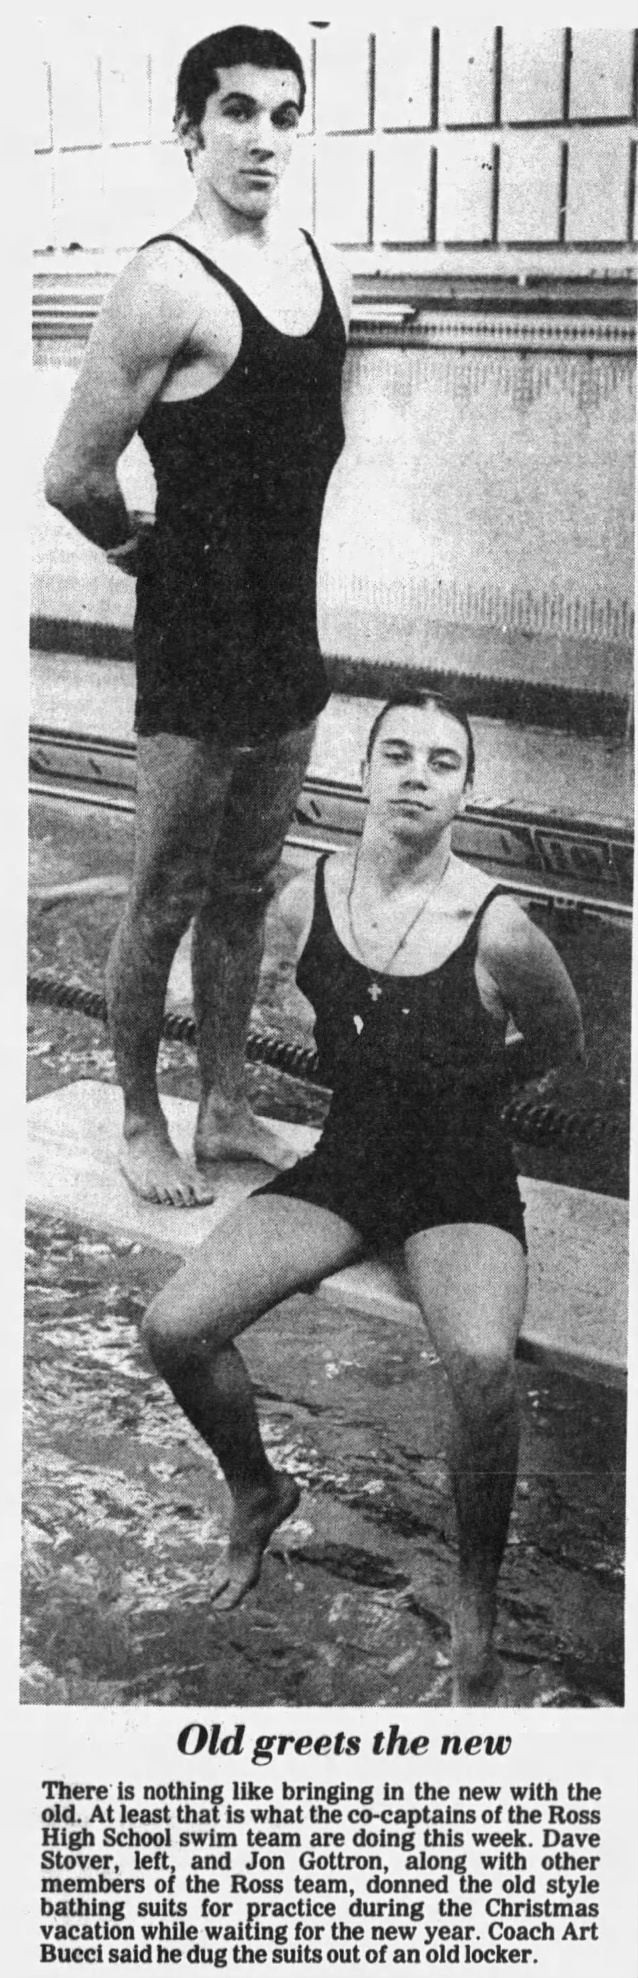 Old greets the new
There is nothing like bringing in the new with the
old. At least that is what the co-captains of the Ross
High School swim team are doing this week. Dave
Stover, left, and Jon Gottron, along with other
members of the Ross team, donned the old style
bathing suits for practice during the Christmas
vacation while waiting for the new year. Coach Art
Bucci said he dug the suits out of an old locker.